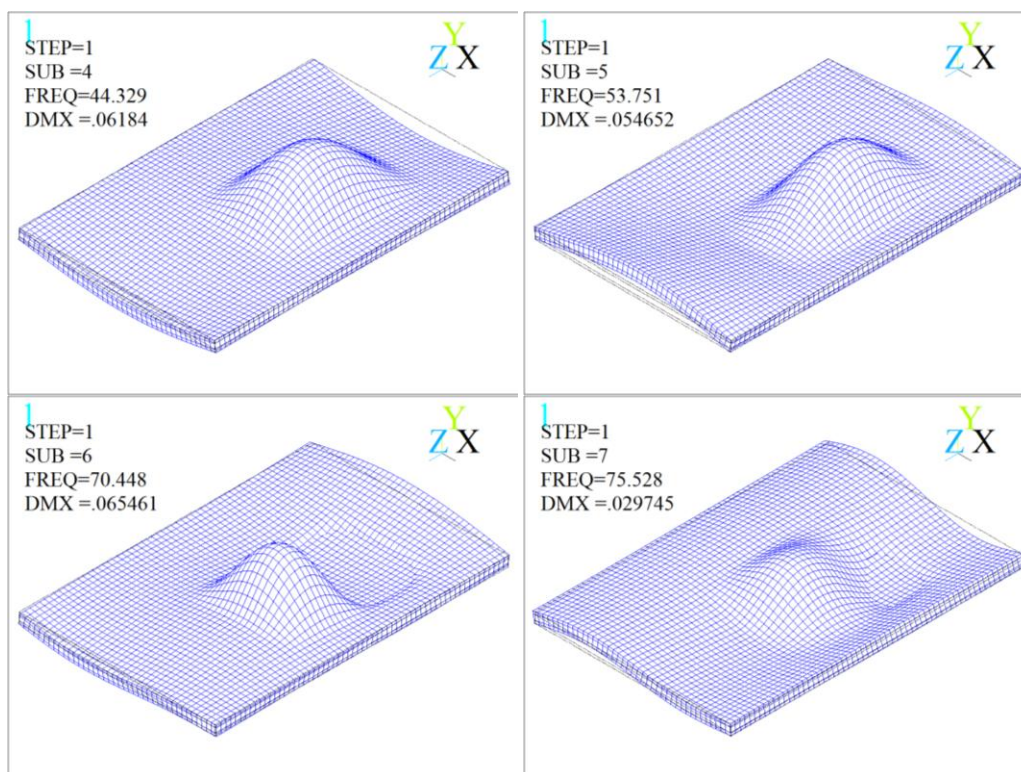 1
STEP=1
SUB =4
FREQ=44.329
DMX =.06184
Y
Z X
1
STEP=1
SUB =5
FREQ=53.751
DMX =.054652
Y
Z X
1
STEP=1
SUB =6
FREQ=70.448
DMX =.065461
Y
Z X
1
STEP=1
SUB =7
FREQ=75.528
DMX =.029745
Y
Z X